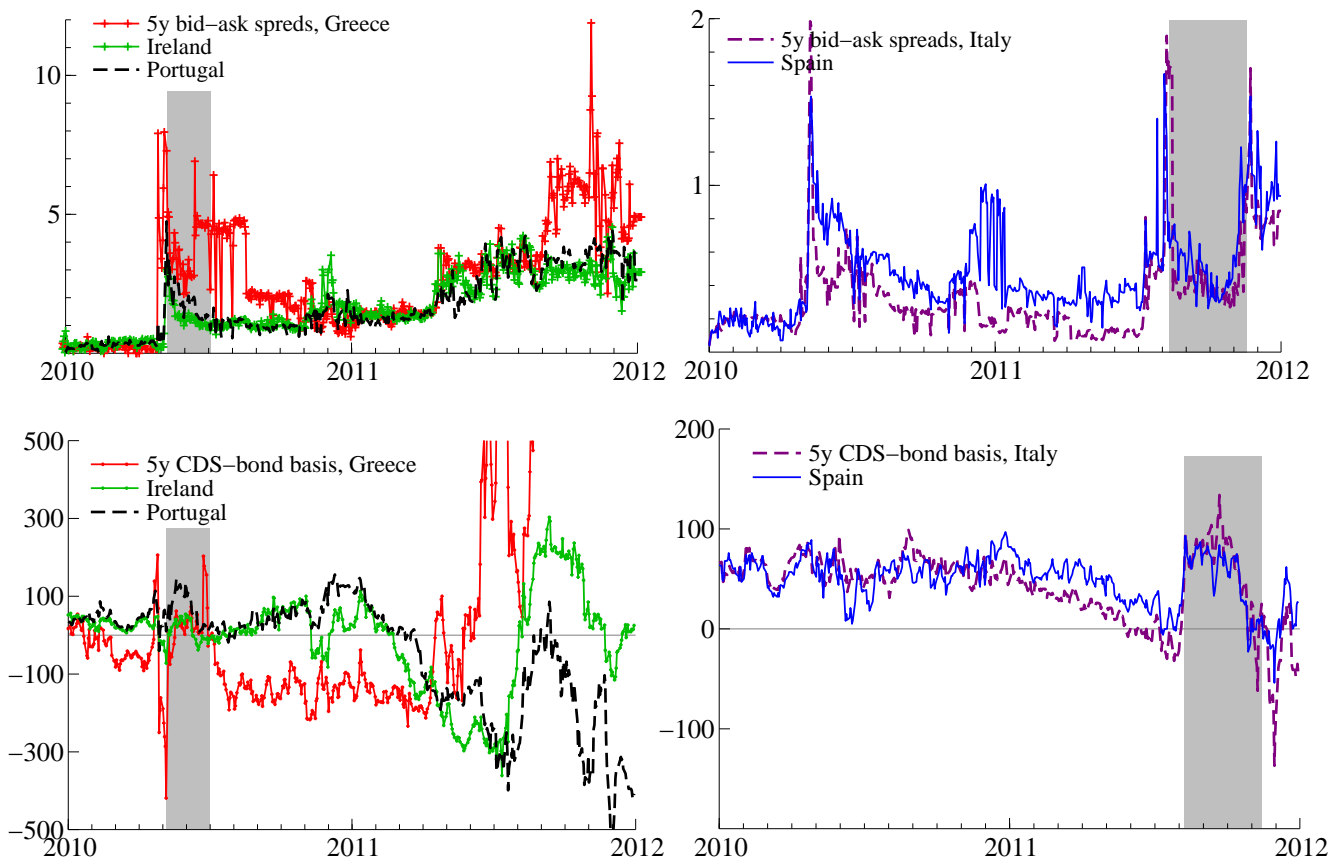 5y bid−ask spreds, Greece
Ireland
Portugal
10
5
2010
2011
2012
2
5y bid−ask spreads, Italy
Spain
1
2010
2011
2012
500
5y CDS−bond basis, Greece
Ireland
Portugal
300
100
−100
−300
−500
2010
2011
2012
200
5y CDS−bond basis, Italy
Spain
100
0
−100
2010
2011
2012